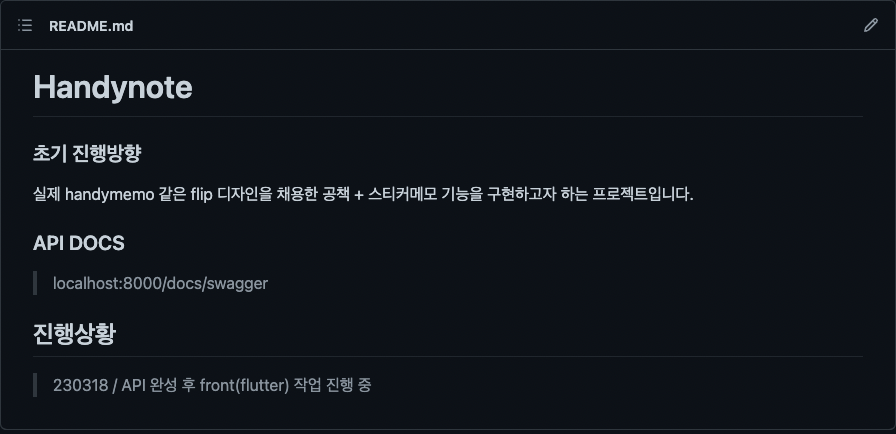 README.md
Handynote
초기 진행방향
실제 handymemo 같은 flip 디자인을 채용한 공책 + 스티커메모 기능을 구현하고자 하는 프로젝트입니다.
API DOCS
localhost:8000/docs/swagger
진행상황
230318 / API 완성 후 front(flutter) 작업 진행 중